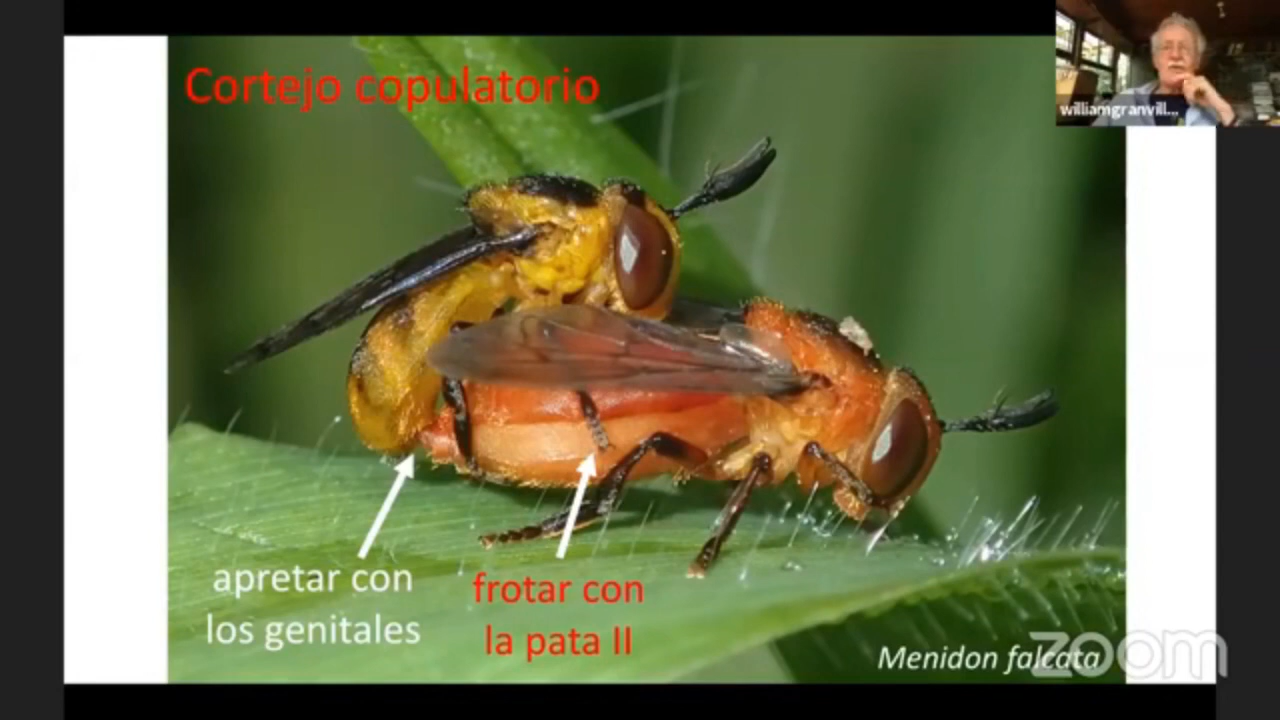 Cortejo copulatorio
williamgranvill...
apretar con
los genitales
frotar con
la pata II
Menidon falcata
zoom